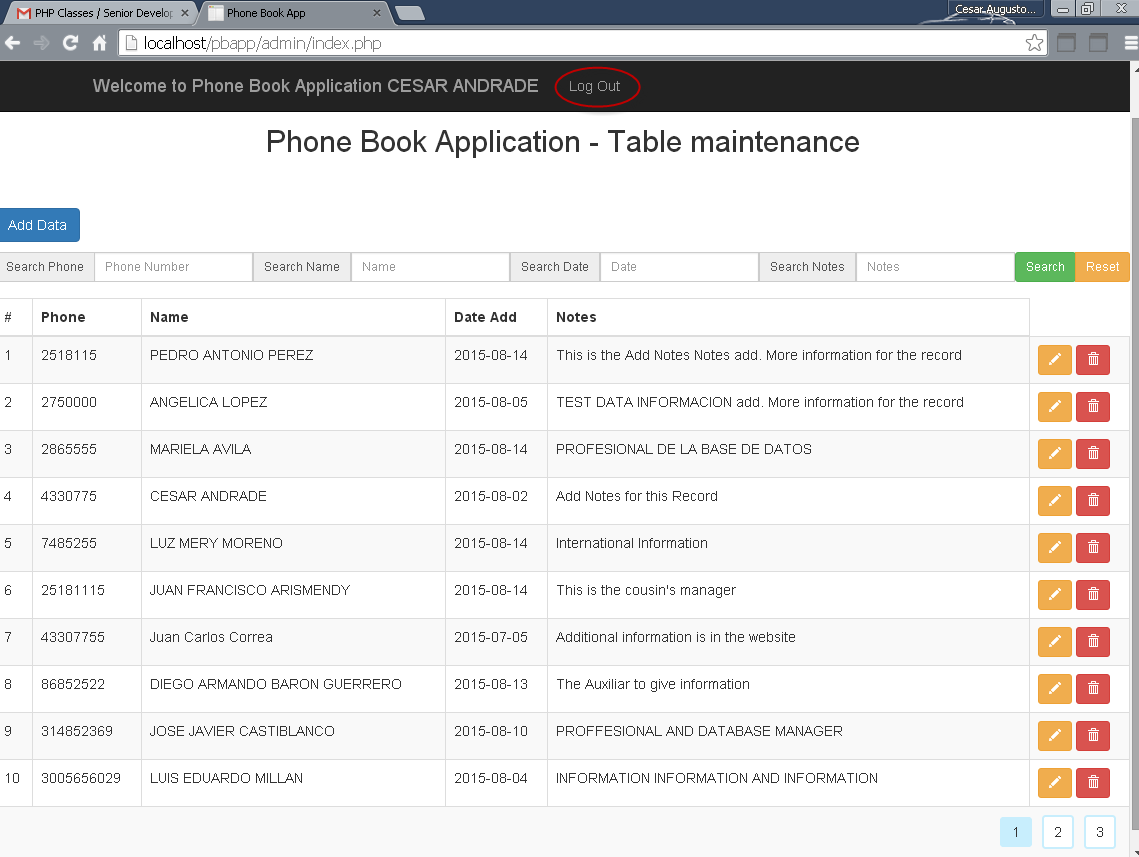 PHP Classes / Senior Develop
Phone Book App
Cesar Augusto...
localhost/pbapp/admin/index.php
Welcome to Phone Book Application CESAR ANDRADE Log Out
Phone Book Application - Table maintenance
Add Data
Search Phone Phone Number Search Name Name Search Date Date Search Notes Notes Search Reset
# Phone Name Date Add Notes
1 2518115 PEDRO ANTONIO PEREZ 2015-08-14 This is the Add Notes Notes add. More information for the record
2 2750000 ANGELICA LOPEZ 2015-08-05 TEST DATA INFORMACION add. More information for the record
3 2865555 MARIELA AVILA 2015-08-14 PROFESIONAL DE LA BASE DE DATOS
4 4330775 CESAR ANDRADE 2015-08-02 Add Notes for this Record
5 7485255 LUZ MERY MORENO 2015-08-14 International Information
6 25181115 JUAN FRANCISCO ARISMENDY 2015-08-14 This is the cousin's manager
7 43307755 Juan Carlos Correa 2015-07-05 Additional information is in the website
8 86852522 DIEGO ARMANDO BARON GUERRERO 2015-08-13 The Auxiliar to give information
9 314852369 JOSE JAVIER CASTIBLANCO 2015-08-10 PROFFESIONAL AND DATABASE MANAGER
10 3005656029 LUIS EDUARDO MILLAN 2015-08-04 INFORMATION INFORMATION AND INFORMATION
1 2 3